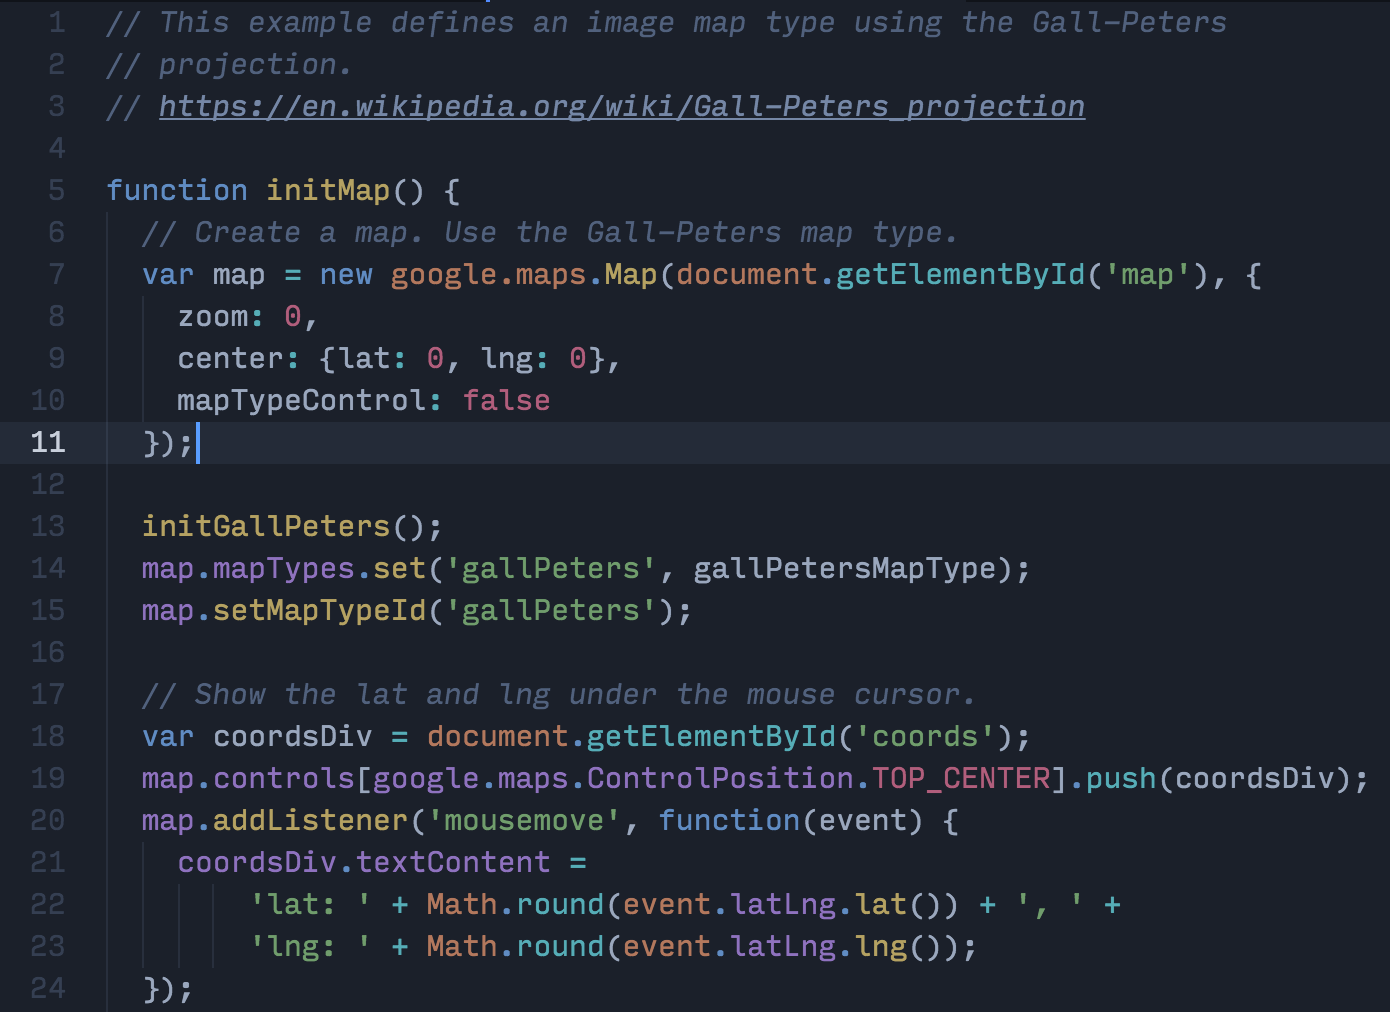 1 // This example defines an image map type using the Gall-Peters
2 // projection.
3 // https://en.wikipedia.org/wiki/Gall-Peters_projection
4
5 function initMap() {
6   // Create a map. Use the Gall-Peters map type.
7   var map = new google.maps.Map(document.getElementById('map'), {
8     zoom: 0,
9     center: {lat: 0, lng: 0},
10     mapTypeControl: false
11   });
12
13   initGallPeters();
14   map.mapTypes.set('gallPeters', gallPetersMapType);
15   map.setMapTypeId('gallPeters');
16
17   // Show the lat and lng under the mouse cursor.
18   var coordsDiv = document.getElementById('coords');
19   map.controls[google.maps.ControlPosition.TOP_CENTER].push(coordsDiv);
20   map.addListener('mousemove', function(event) {
21     coordsDiv.textContent =
22         'lat: ' + Math.round(event.latLng.lat()) + ', ' +
23         'lng: ' + Math.round(event.latLng.lng());
24   });